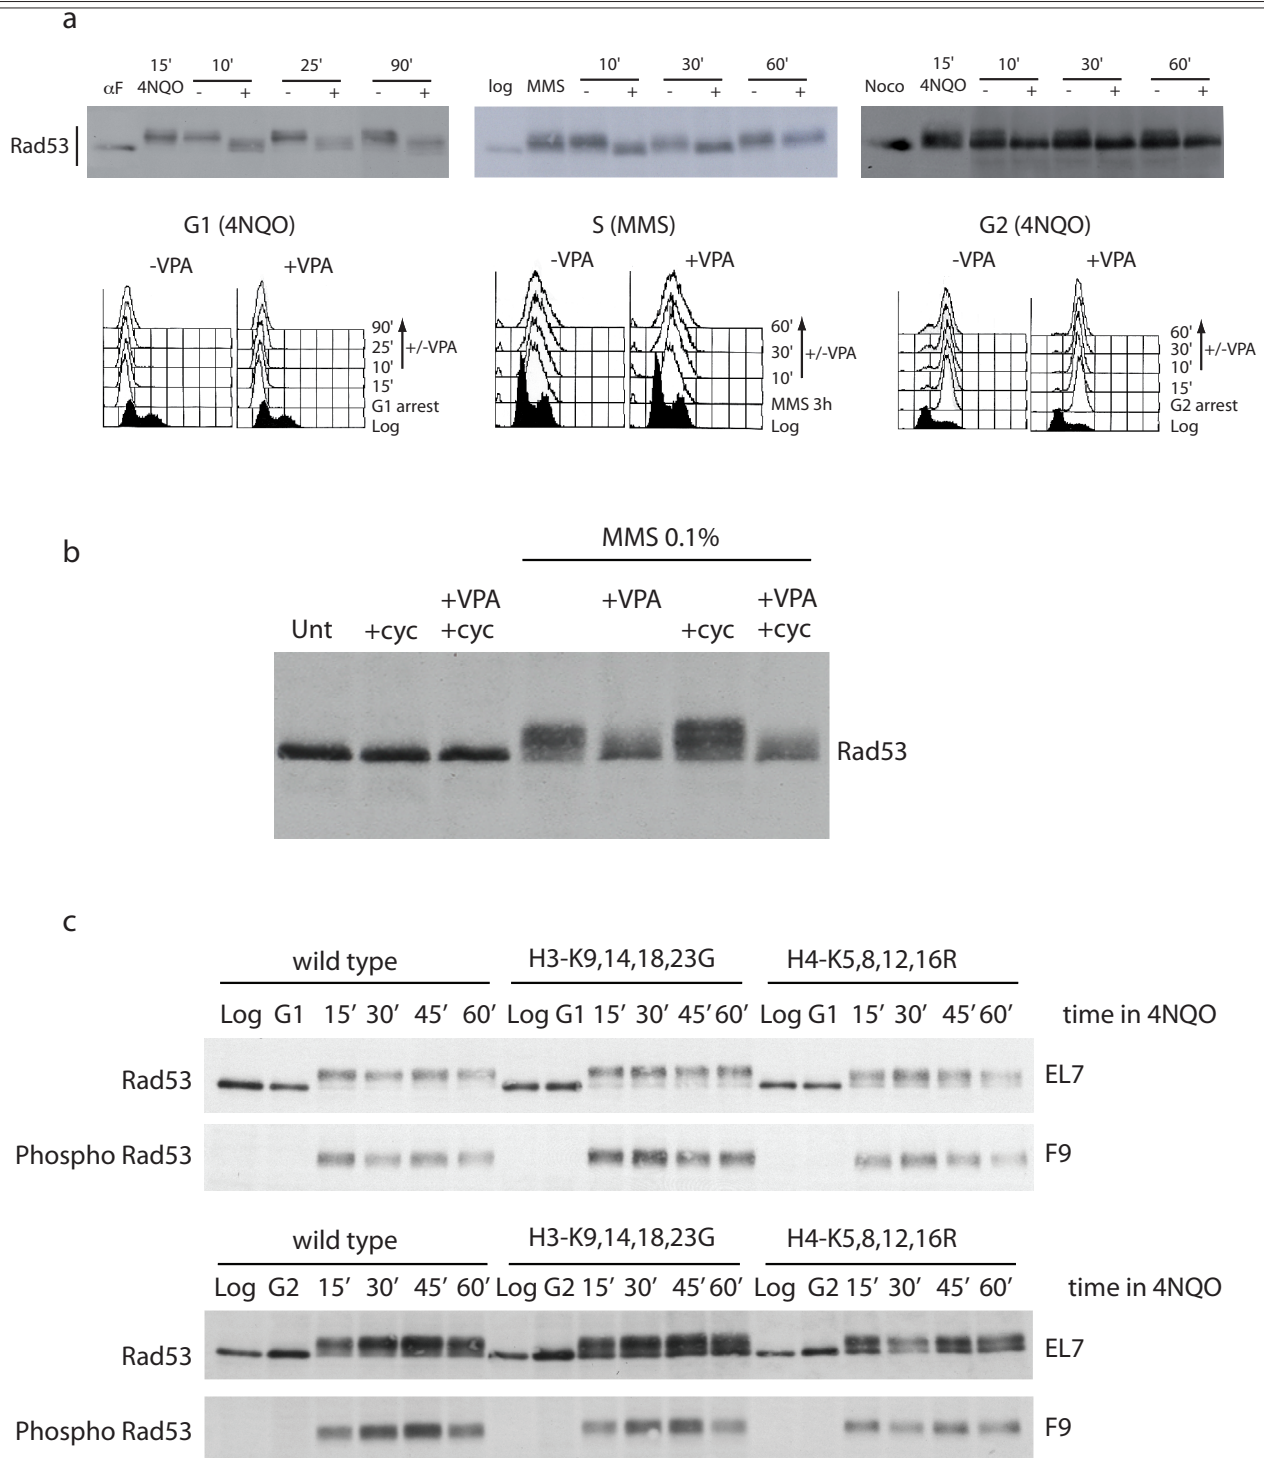 a
15' 10' 25' 90'
αF 4NQO - + - + - +
10' 30' 60'
log MMS - + - + - +
15' 10' 30' 60'
Noco 4NQO - + - + - +
Rad53
G1 (4NQO)
-VPA +VPA
90'
25' +/-VPA
10'
15'
G1 arrest
Log
S (MMS)
-VPA +VPA
60'
30' +/-VPA
10'
MMS 3h
Log
G2 (4NQO)
-VPA +VPA
60'
30' +/-VPA
10'
15'
G2 arrest
Log
b
MMS 0.1%
+VPA +VPA +VPA
Unt +cyc +cyc +cyc +cyc
Rad53
c
wild type H3-K9,14,18,23G H4-K5,8,12,16R
Log G1 15’ 30’ 45’ 60’ Log G1 15’ 30’ 45’ 60’ Log G1 15’ 30’ 45’ 60’ time in 4NQO
Rad53 EL7
Phospho Rad53 F9
wild type H3-K9,14,18,23G H4-K5,8,12,16R
Log G2 15’ 30’ 45’ 60’ Log G2 15’ 30’ 45’ 60’ Log G2 15’ 30’ 45’ 60’ time in 4NQO
Rad53 EL7
Phospho Rad53 F9